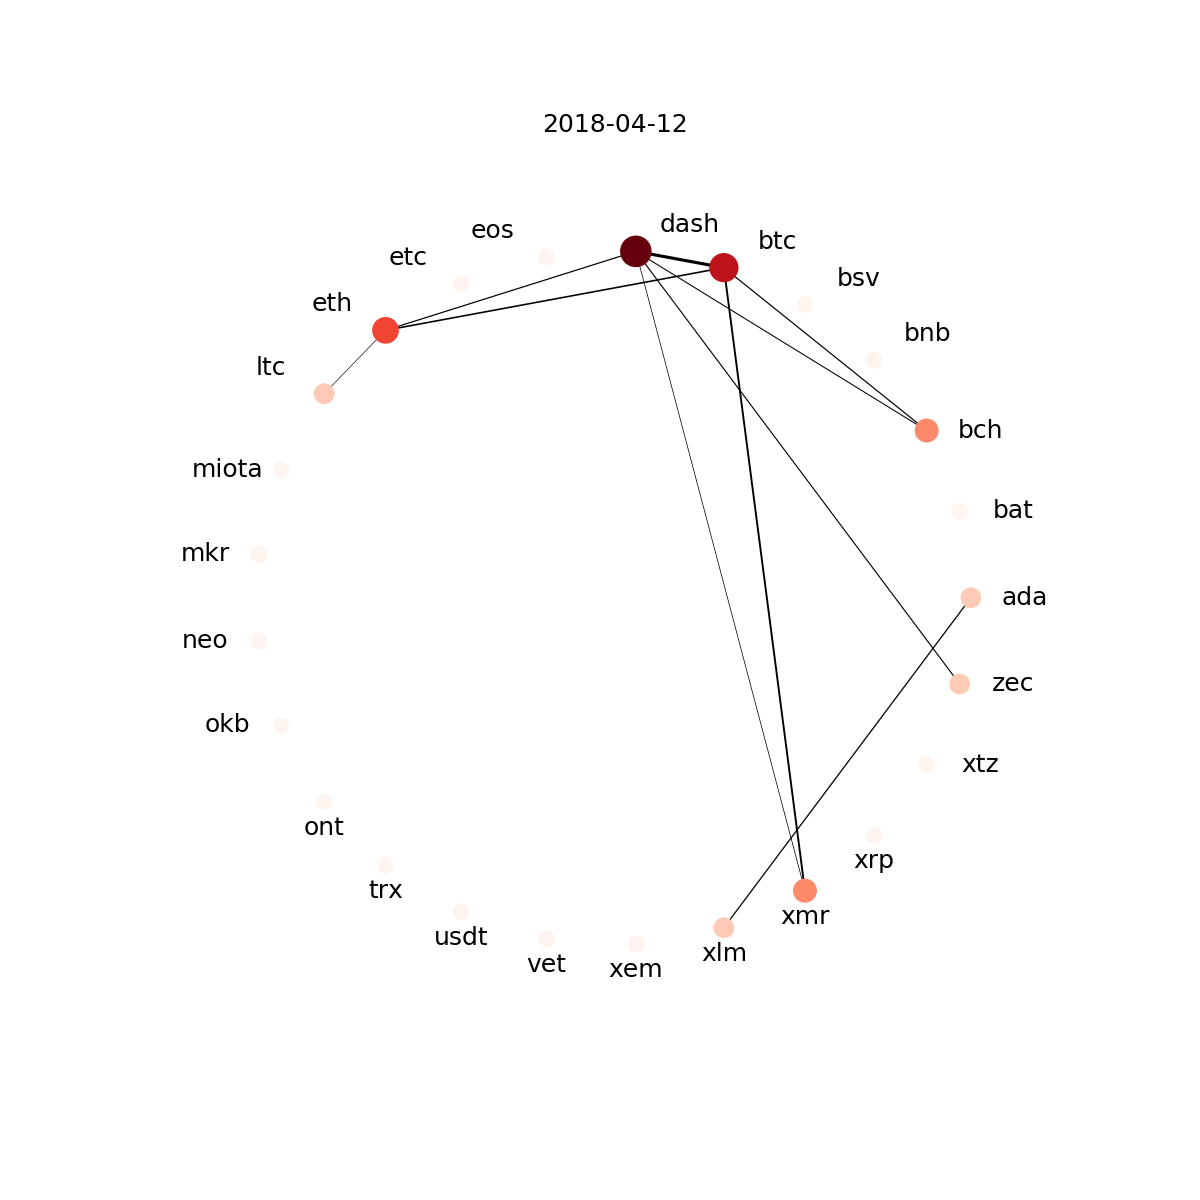 2018-04-12
dash
eos
btc
etc
bsv
eth
bnb
ltc
bch
miota
bat
mkr
ada
neo
zec
okb
xtz
ont
xrp
trx
xmr
usdt
xlm
vet
xem